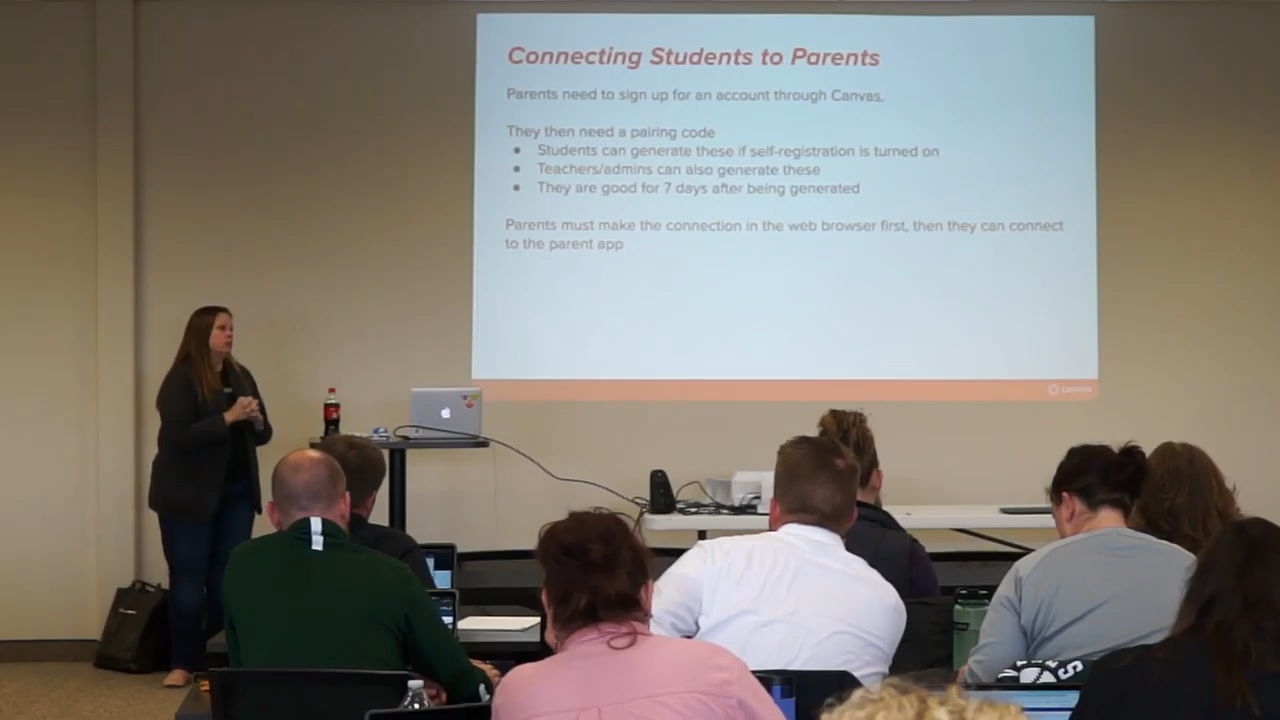 Connecting Students to Parents
Parents need to sign up for an account through Canvas.
They then need a pairing code
● Students can generate these if self-registration is turned on
● Teachers/admins can also generate these
● They are good for 7 days after being generated
Parents must make the connection in the web browser first, then they can connect
to the parent app